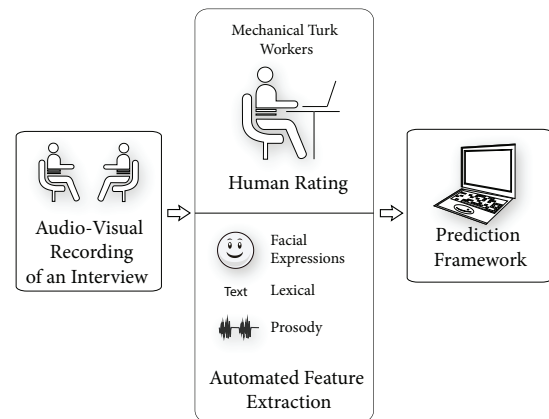 Audio-Visual
Recording
of an Interview
Mechanical Turk
Workers
Human Rating
Facial
Expressions
Text Lexical
Prosody
Automated Feature
Extraction
Prediction
Framework